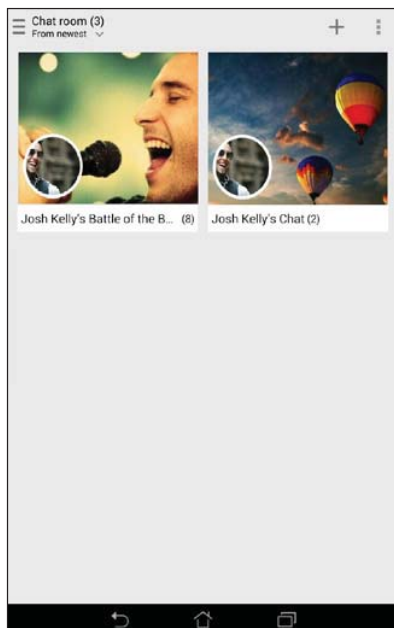 Chat room (3)
From newest
Josh Kelly's Battle of the B... (8)
Josh Kelly's Chat (2)